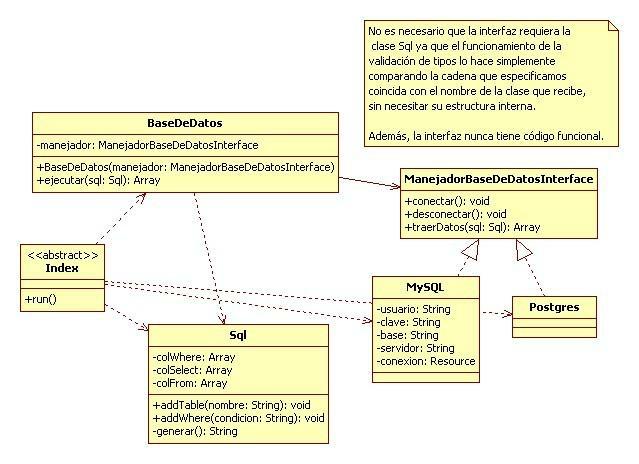 No es necesario que la interfaz requiera la
clase Sql ya que el funcionamiento de la
validación de tipos lo hace simplemente
comparando la cadena que especificamos
coincida con el nombre de la clase que recibe,
sin necesitar su estructura interna.
Además, la interfaz nunca tiene código funcional.
BaseDeDatos
-manejador: ManejadorBaseDeDatosInterface
+BaseDeDatos(manejador: ManejadorBaseDeDatosInterface)
+ejecutar(sql: Sql): Array
ManejadorBaseDeDatosInterface
+conectar(): void
+desconectar(): void
+traerDatos(sql: Sql): Array
<<abstract>>
Index
+run()
MySQL
-usuario: String
-clave: String
-base: String
-servidor: String
-conexion: Resource
Postgres
Sql
-colWhere: Array
-colSelect: Array
-colFrom: Array
+addTable(nombre: String): void
+addWhere(condicion: String): void
-generar(): String